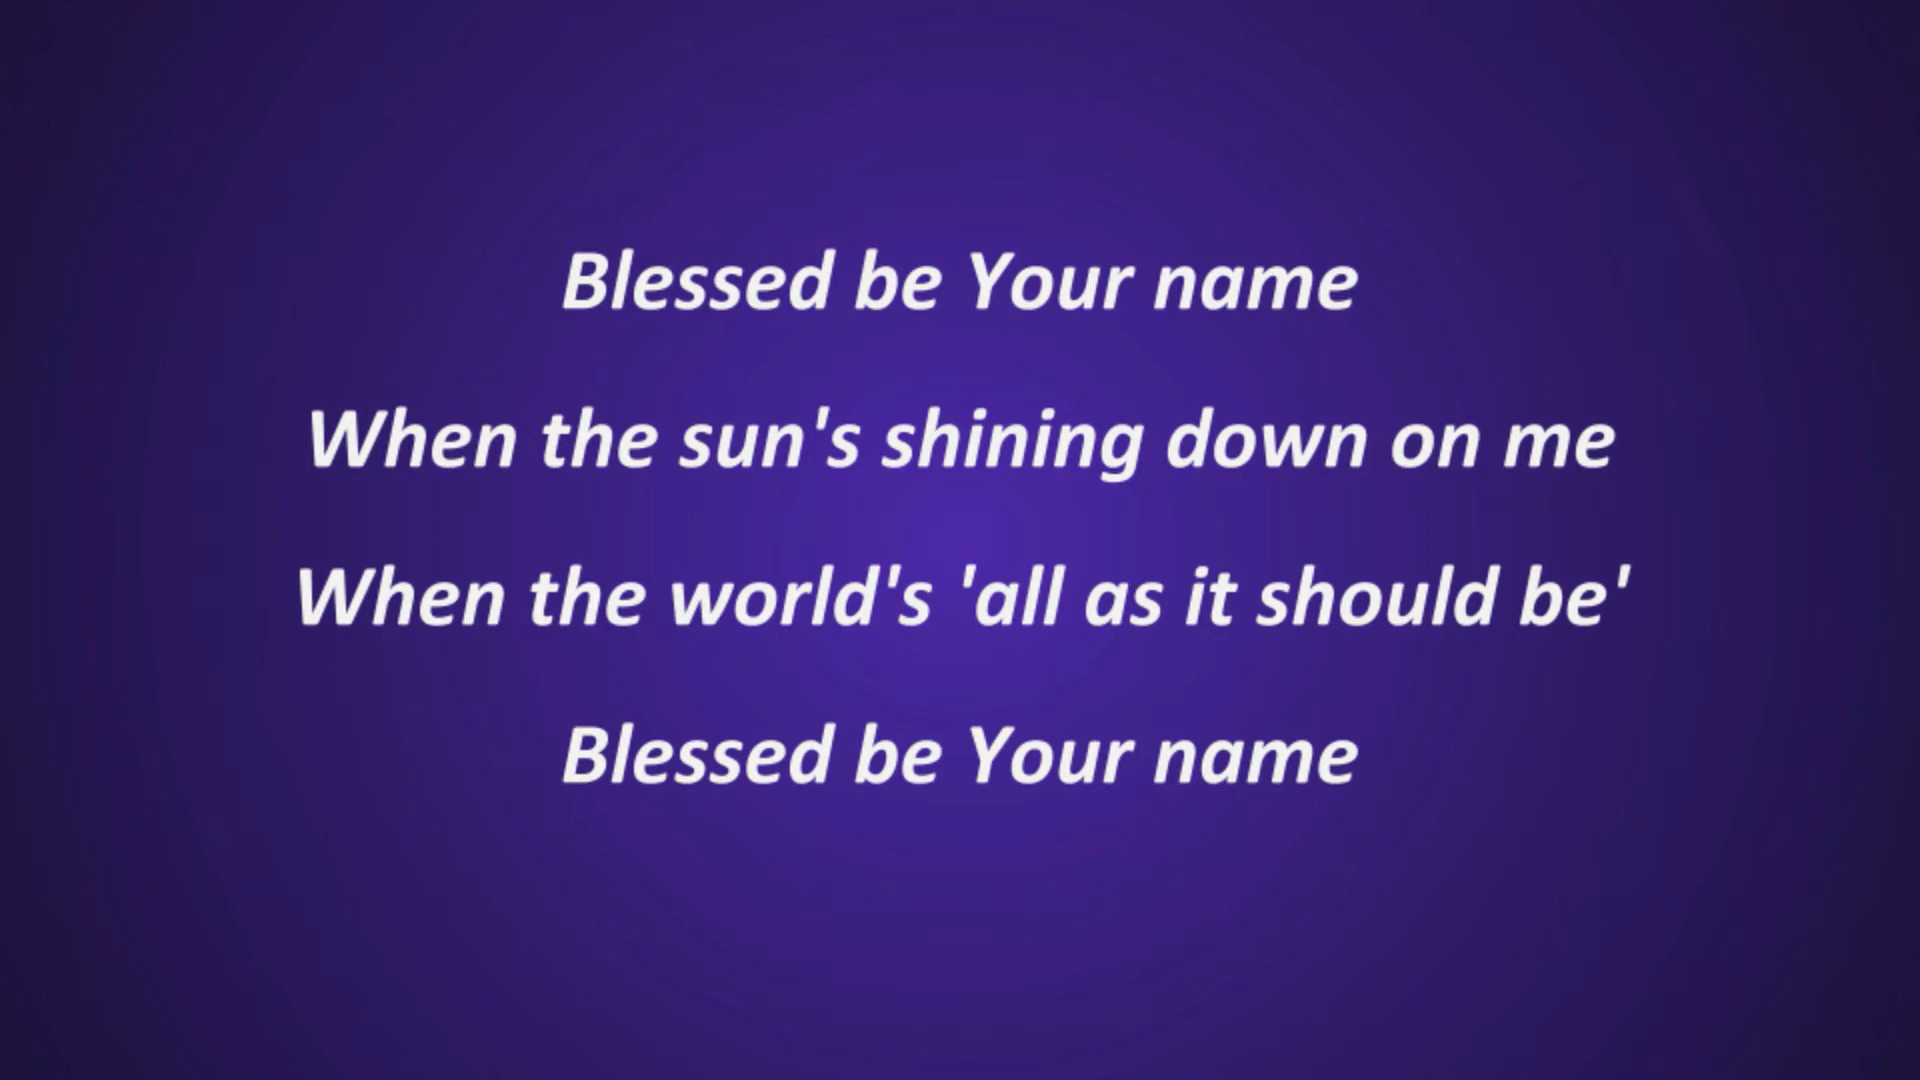 Blessed be Your name
When the sun's shining down on me
When the world's 'all as it should be'
Blessed be Your name